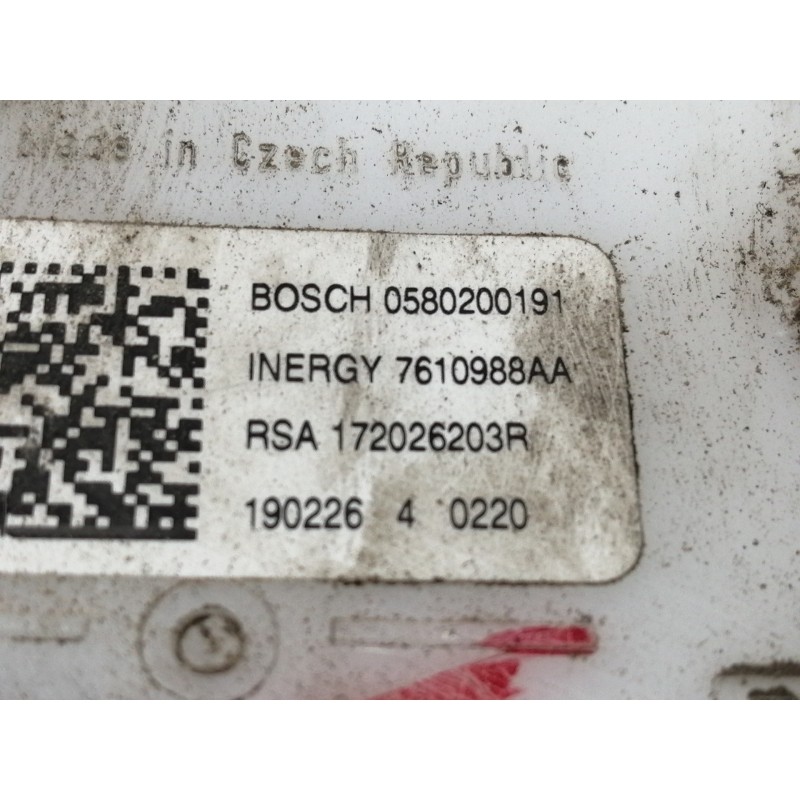 Made in Czech Republic
BOSCH 0580200191
INERGY 7610988AA
RSA 172026203R
190226 4 0220